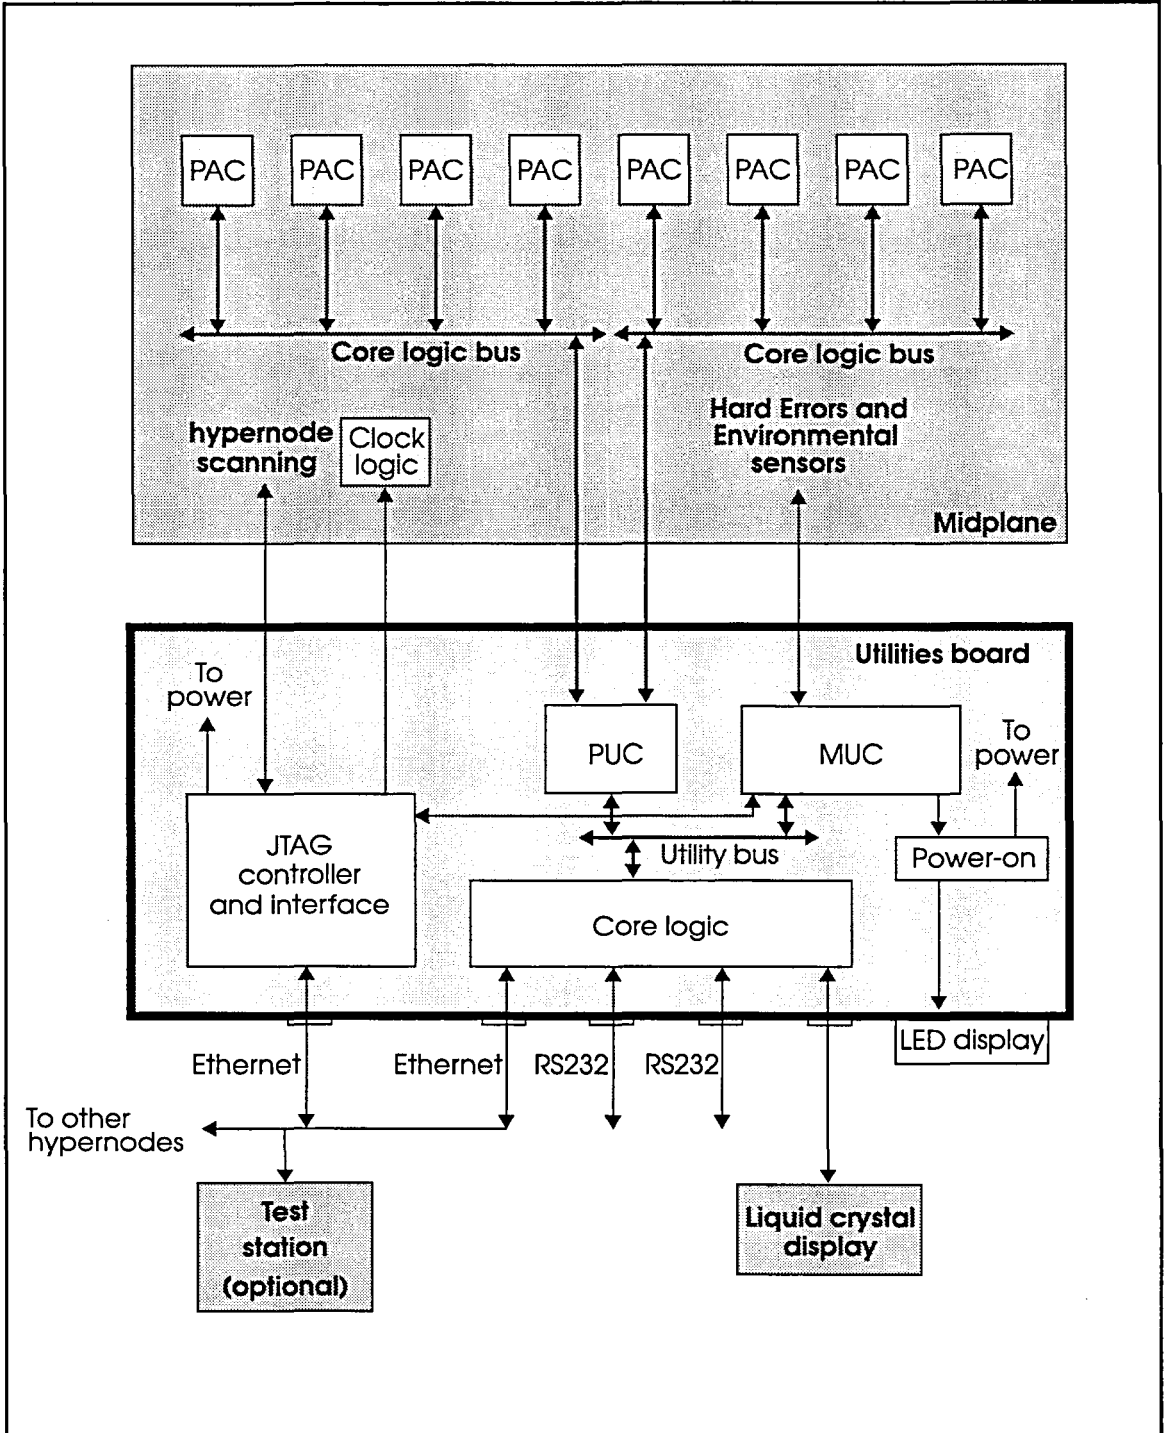 PAC PAC PAC PAC PAC PAC PAC PAC
Core logic bus
Core logic bus
Hard Errors and
Environmental
sensors
hypernode
scanning
Clock
logic
Midplane
Utilities board
To
power
PUC
MUC
To
power
JTAG
controller
and interface
Utility bus
Power-on
Core logic
LED display
Ethernet
Ethernet
RS232
RS232
To other
hypernodes
Test
station
(optional)
Liquid crystal
display